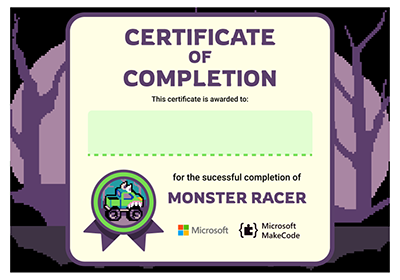 CERTIFICATE
OF
COMPLETION
This certificate is awarded to:
for the sucessful completion of
MONSTER RACER
Microsoft
Microsoft
MakeCode